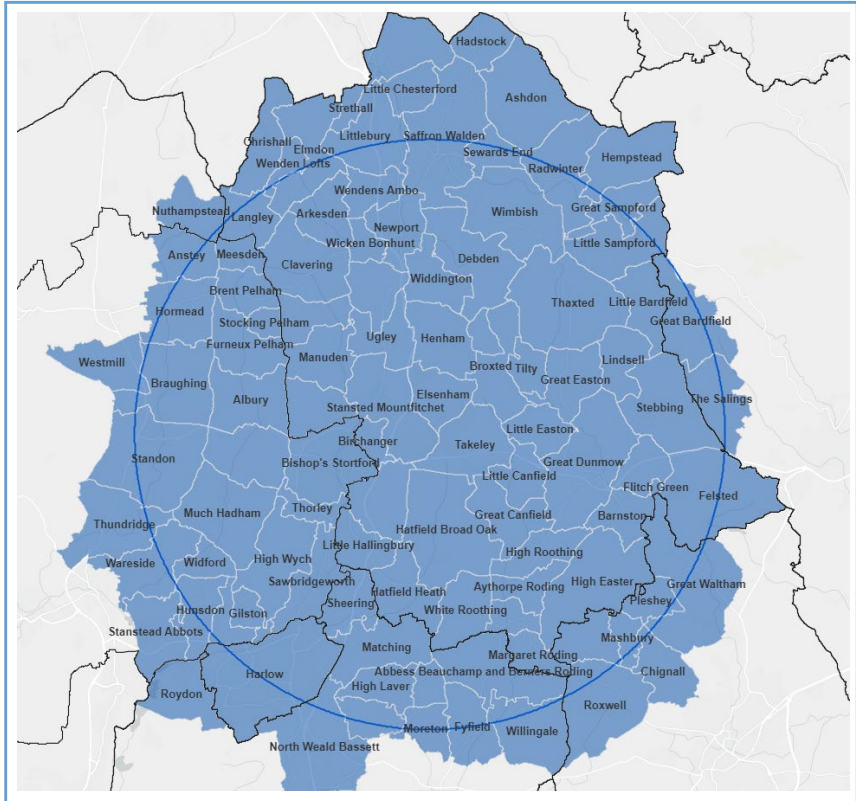 Hadstock
Little Chesterford
Ashdon
Strethall
Littlebury
Saffron Walden
Chrishall
Elmdon
Sewards End
Hempstead
Wenden Lofts
Radwinter
Wendens Ambo
Nuthampstead
Langley
Arkesden
Wimbish
Great Sampford
Newport
Wicken Bonhunt
Little Sampford
Anstey
Meesden
Clavering
Debden
Widdington
Brent Pelham
Thaxted
Little Bardfield
Hormead
Stocking Pelham
Great Bardfield
Furneux Pelham
Ugley
Henham
Westmill
Manuden
Lindsell
Broxted
Tilty
Braughing
Great Easton
Albury
Elsenham
The Salings
Stansted Mountfitchet
Stebbing
Little Easton
Birchanger
Takeley
Standon
Bishop's Stortford
Great Dunmow
Little Canfield
Flitch Green
Felsted
Thorley
Much Hadham
Great Canfield
Barnston
Thundridge
Hatfield Broad Oak
Little Hallingbury
High Roothing
Wareside
Widford
High Wych
Sawbridgeworth
High Easter
Great Waltham
Hatfield Heath
Aythorpe Roding
Sheering
Pleshey
Hunsdon
Gilston
White Roothing
Stanstead Abbots
Mashbury
Matching
Margaret Roding
Abbess Beauchamp and Berners Roding
Chignall
Harlow
High Laver
Roydon
Roxwell
Moreton
Fyfield
Willingale
North Weald Bassett